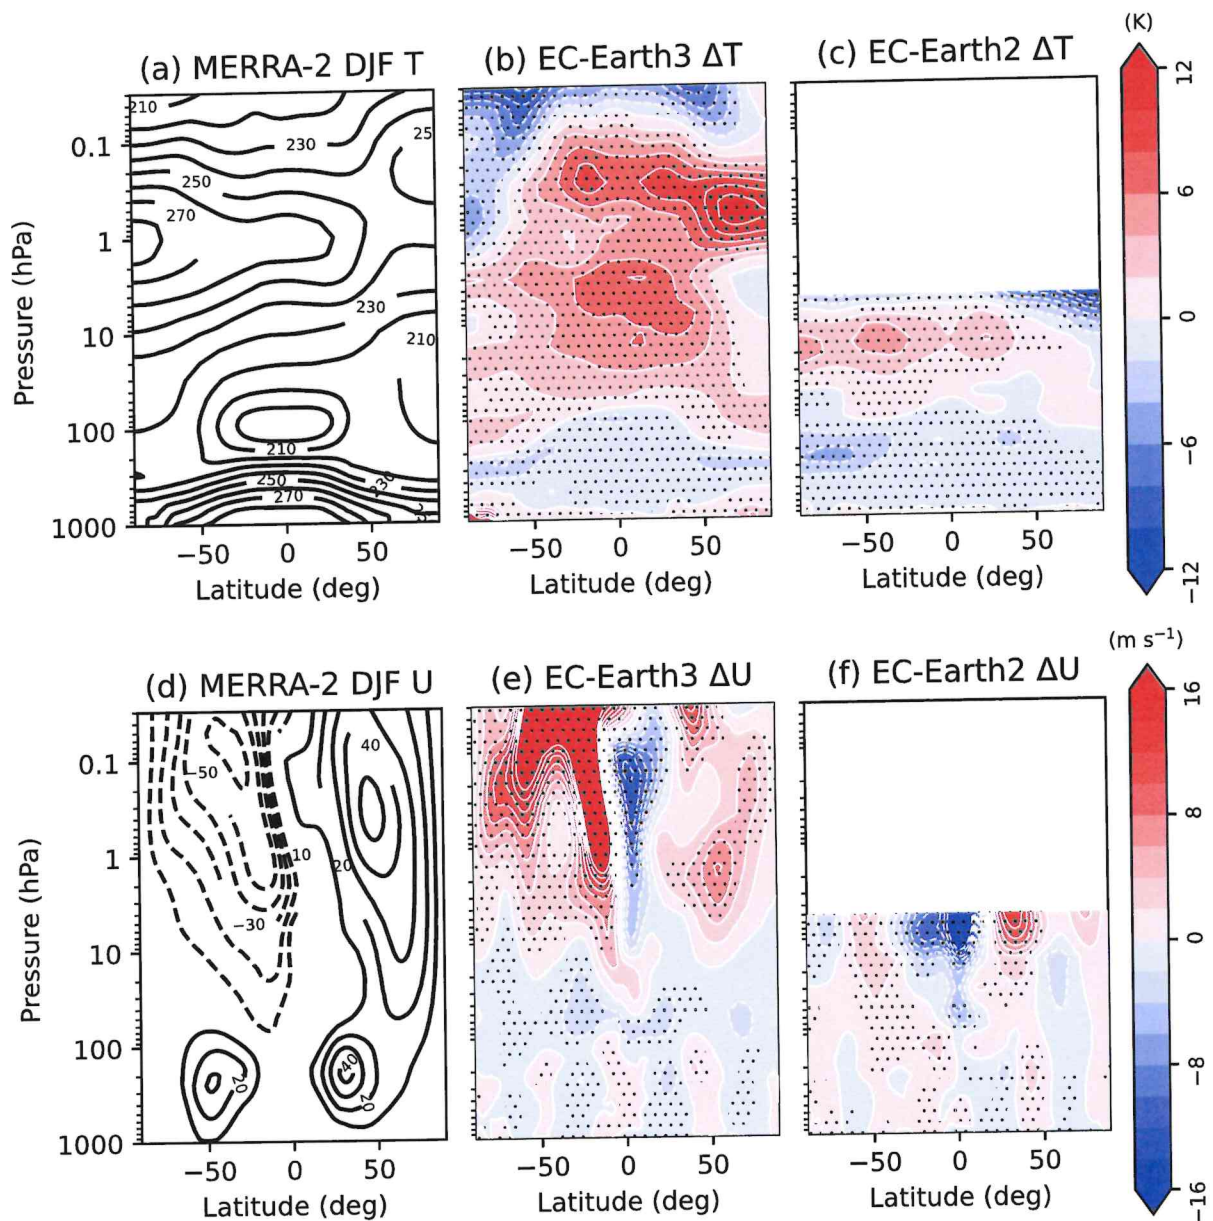 (K)
(a) MERRA-2 DJF T
(b) EC-Earth3 ΔT
(c) EC-Earth2 ΔT
12
6
0
−6
−12
210
25
230
250
270
230
210
210
250
230
270
Pressure (hPa)
0.1
1
10
100
1000
−50 0 50
−50 0 50
−50 0 50
Latitude (deg)
Latitude (deg)
Latitude (deg)
(m s⁻¹)
(d) MERRA-2 DJF U
(e) EC-Earth3 ΔU
(f) EC-Earth2 ΔU
16
8
0
−8
−16
40
−50
10
20
−30
40
20
20
Pressure (hPa)
0.1
1
10
100
1000
−50 0 50
−50 0 50
−50 0 50
Latitude (deg)
Latitude (deg)
Latitude (deg)